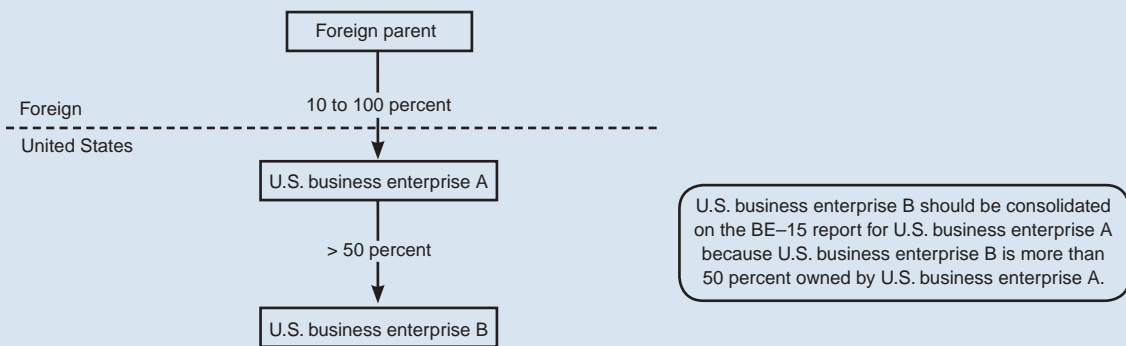 Foreign parent
Foreign
10 to 100 percent
United States
U.S. business enterprise A
> 50 percent
U.S. business enterprise B
U.S. business enterprise B should be consolidated
on the BE–15 report for U.S. business enterprise A
because U.S. business enterprise B is more than
50 percent owned by U.S. business enterprise A.